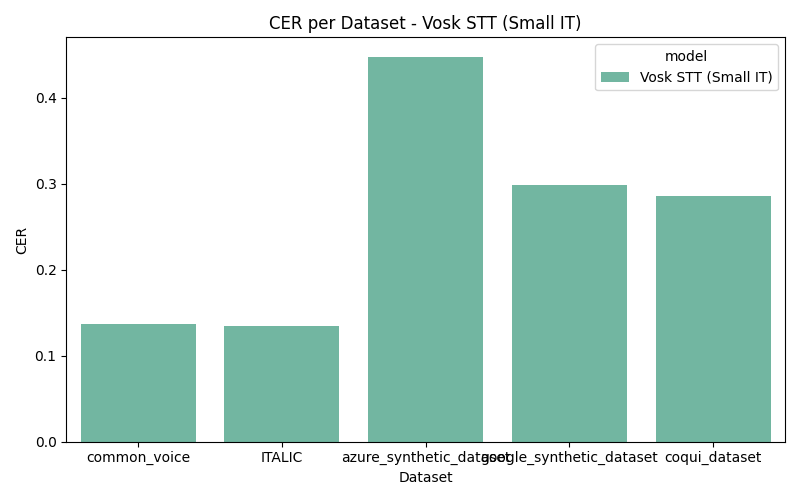 CER per Dataset - Vosk STT (Small IT)
model
Vosk STT (Small IT)
CER
0.4
0.3
0.2
0.1
0.0
common_voice
ITALIC
azure_synthetic_dataset
google_synthetic_dataset
coqui_dataset
Dataset